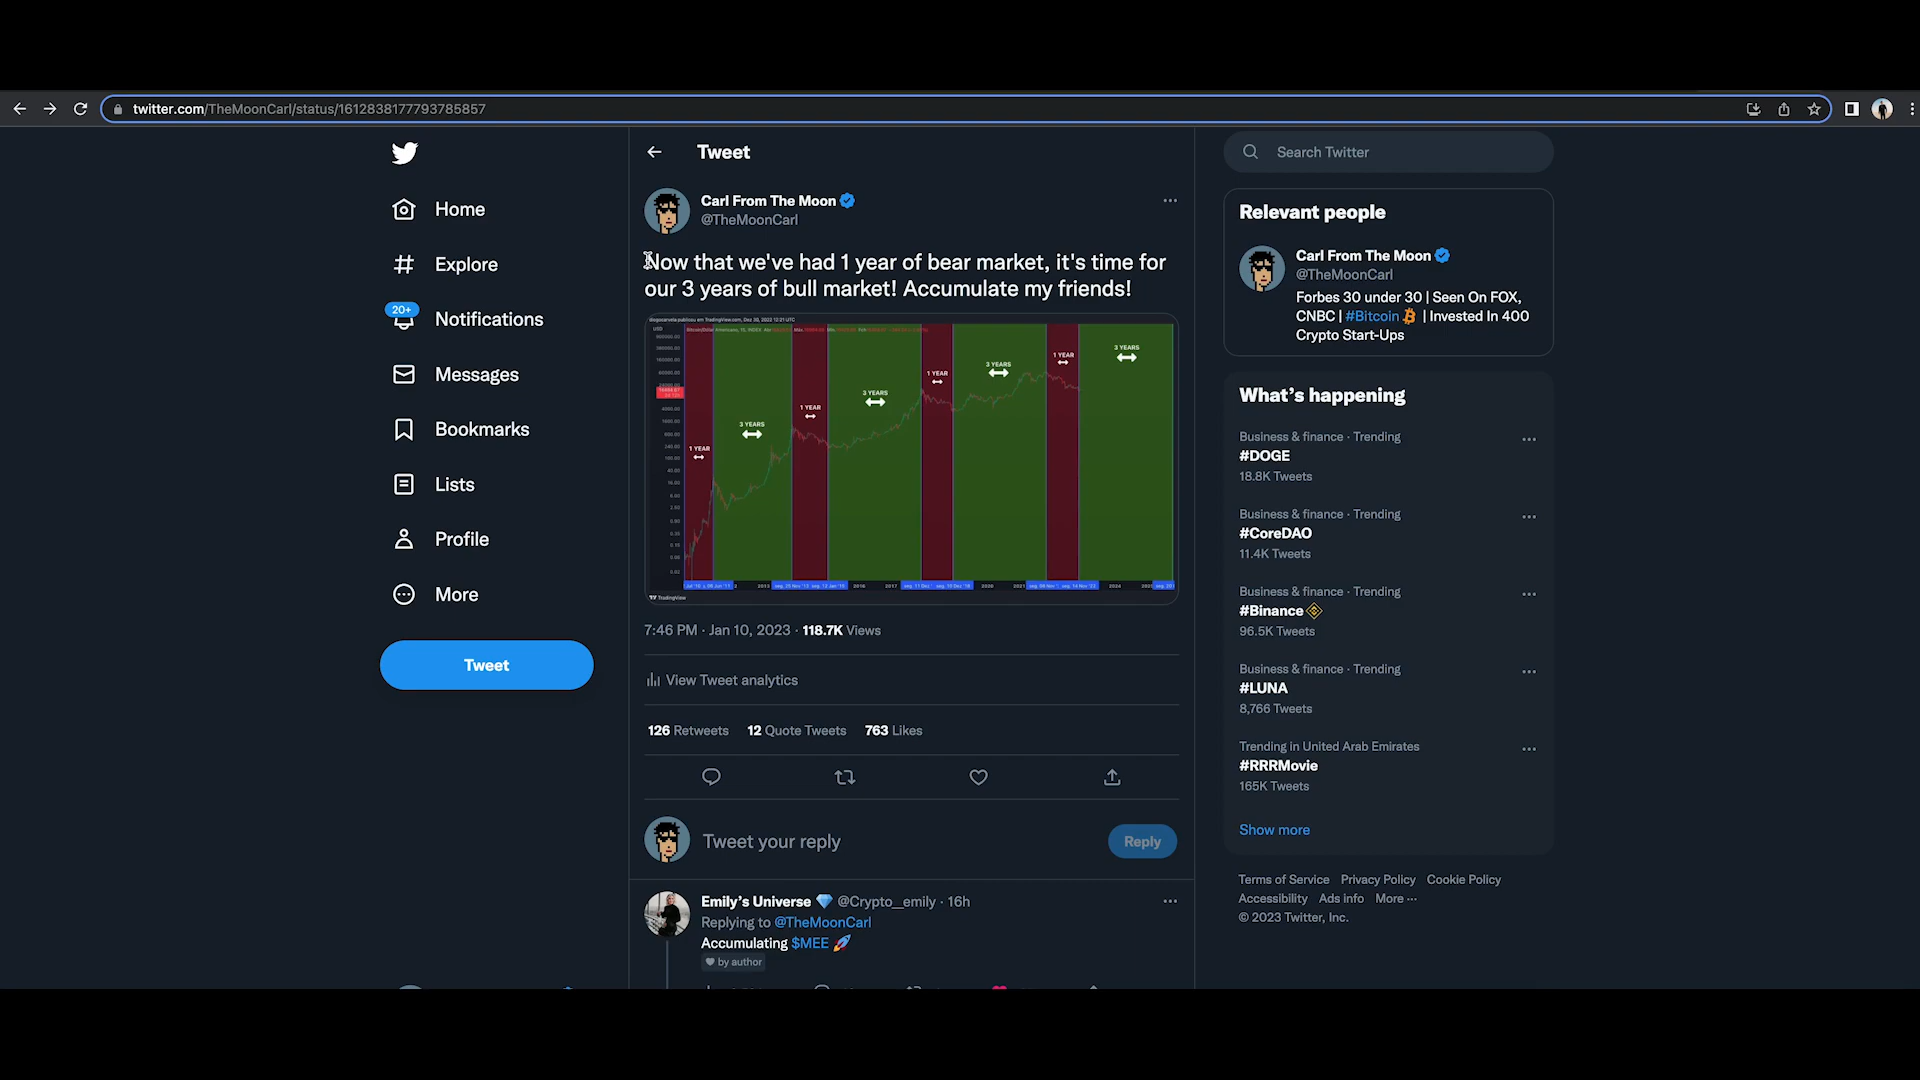 twitter.com/TheMoonCarl/status/1612838177793785857
Home
Explore
20+
Notifications
Messages
Bookmarks
Lists
Profile
More
Tweet
Tweet
Carl From The Moon
@TheMoonCarl
Now that we've had 1 year of bear market, it's time for
our 3 years of bull market! Accumulate my friends!
USD
1 YEAR
3 YEARS
1 YEAR
3 YEARS
1 YEAR
3 YEARS
1 YEAR
3 YEARS
TradingView
7:46 PM · Jan 10, 2023 · 118.7K Views
View Tweet analytics
126 Retweets 12 Quote Tweets 763 Likes
Tweet your reply
Reply
Emily's Universe 💎 @Crypto__emily · 16h
Replying to @TheMoonCarl
Accumulating $MEE 🚀
by author
Search Twitter
Relevant people
Carl From The Moon
@TheMoonCarl
Forbes 30 under 30 | Seen On FOX,
CNBC | #Bitcoin | Invested In 400
Crypto Start-Ups
What's happening
Business & finance · Trending
#DOGE
18.8K Tweets
Business & finance · Trending
#CoreDAO
11.4K Tweets
Business & finance · Trending
#Binance
96.5K Tweets
Business & finance · Trending
#LUNA
8,766 Tweets
Trending in United Arab Emirates
#RRRMovie
165K Tweets
Show more
Terms of Service Privacy Policy Cookie Policy
Accessibility Ads info More ···
© 2023 Twitter, Inc.